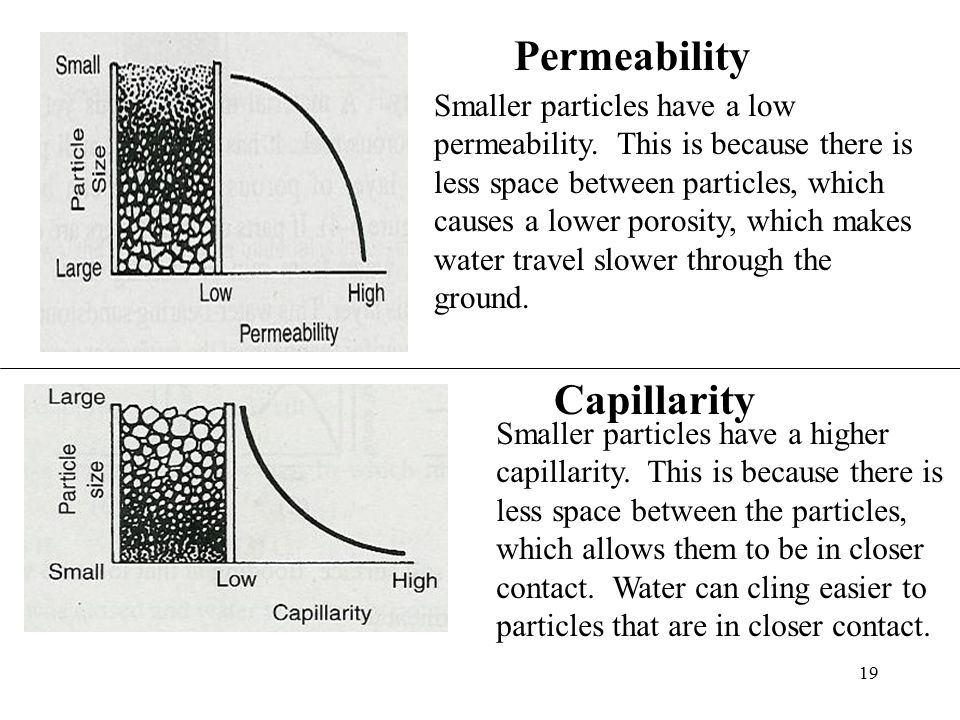 Permeability
Smaller particles have a low
permeability. This is because there is
less space between particles, which
causes a lower porosity, which makes
water travel slower through the
ground.
Small
Particle
Size
Large
Low
High
Permeability
Capillarity
Smaller particles have a higher
capillarity. This is because there is
less space between the particles,
which allows them to be in closer
contact. Water can cling easier to
particles that are in closer contact.
Large
Particle
size
Small
Low
High
Capillarity
19